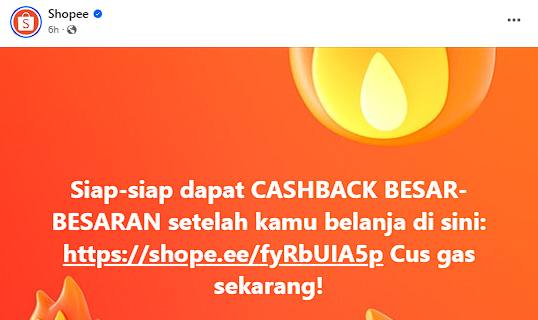 Shopee
6h ·
Siap-siap dapat CASHBACK BESAR-
BESARAN setelah kamu belanja di sini:
https://shope.ee/fyRbUIA5p Cus gas
sekarang!